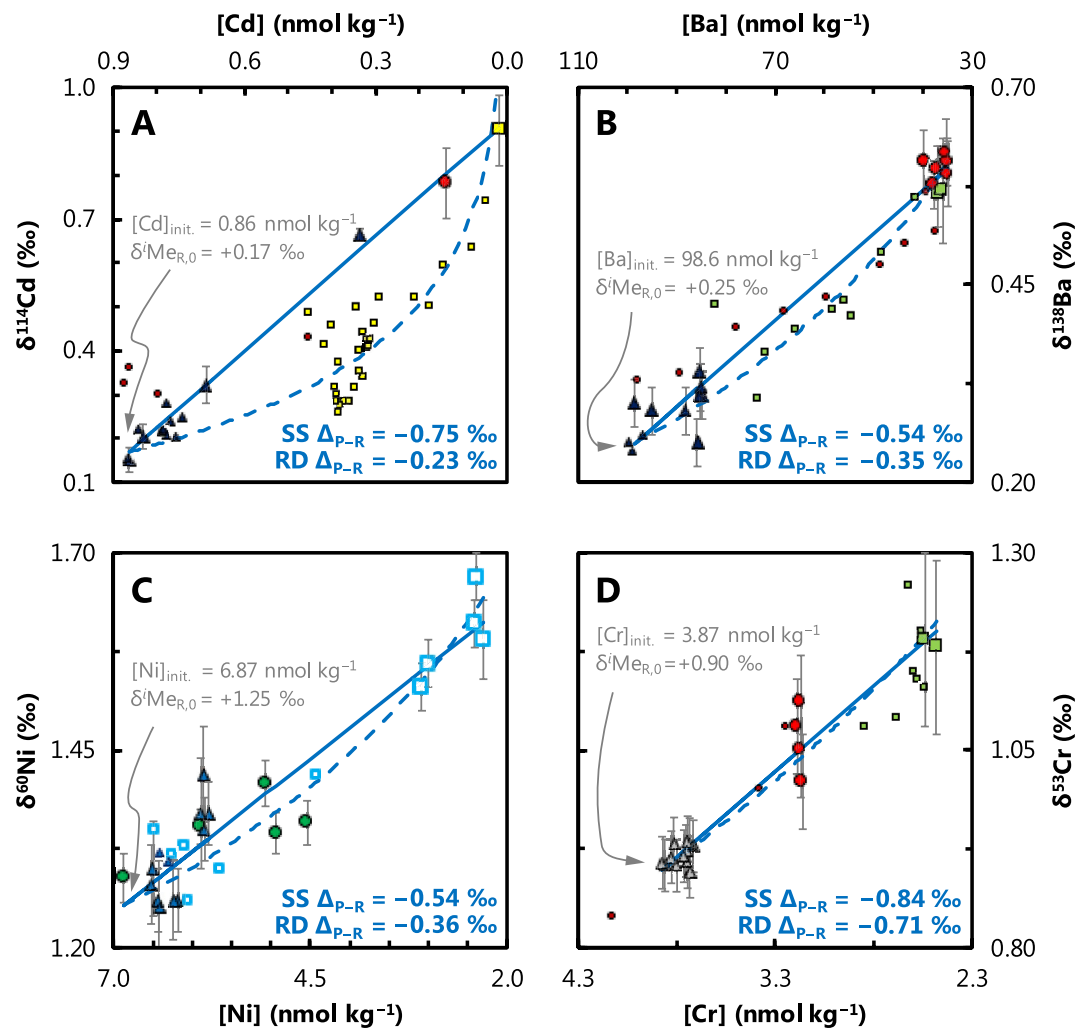 [Cd] (nmol kg⁻¹)
0.9 0.6 0.3 0.0
[Ba] (nmol kg⁻¹)
110 70 30
A
1.0
0.7
0.4
0.1
δ¹¹⁴Cd (‰)
[Cd]init. = 0.86 nmol kg⁻¹
δⁱMeR,0 = +0.17 ‰
SS ΔP−R = −0.75 ‰
RD ΔP−R = −0.23 ‰
B
0.70
0.45
0.20
δ¹³⁸Ba (‰)
[Ba]init. = 98.6 nmol kg⁻¹
δⁱMeR,0 = +0.25 ‰
SS ΔP−R = −0.54 ‰
RD ΔP−R = −0.35 ‰
C
1.70
1.45
1.20
δ⁶⁰Ni (‰)
[Ni]init. = 6.87 nmol kg⁻¹
δⁱMeR,0 = +1.25 ‰
SS ΔP−R = −0.54 ‰
RD ΔP−R = −0.36 ‰
7.0 4.5 2.0
[Ni] (nmol kg⁻¹)
D
1.30
1.05
0.80
δ⁵³Cr (‰)
[Cr]init. = 3.87 nmol kg⁻¹
δⁱMeR,0 = +0.90 ‰
SS ΔP−R = −0.84 ‰
RD ΔP−R = −0.71 ‰
4.3 3.3 2.3
[Cr] (nmol kg⁻¹)